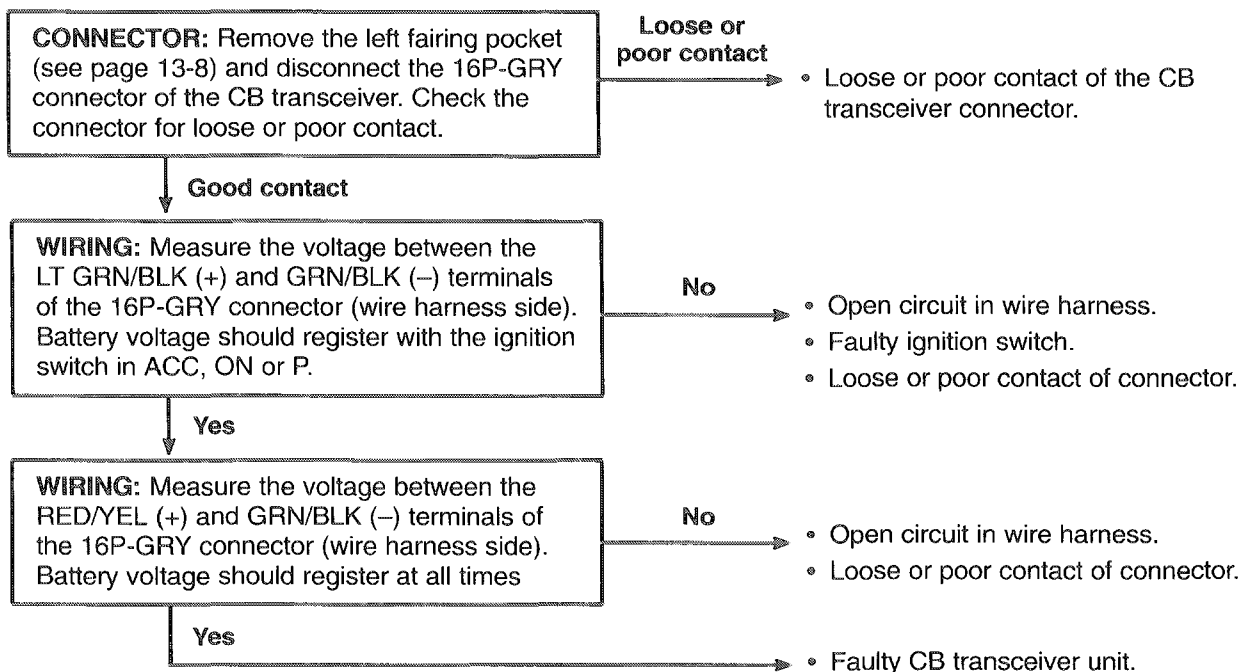 CONNECTOR: Remove the left fairing pocket
(see page 13-8) and disconnect the 16P-GRY
connector of the CB transceiver. Check the
connector for loose or poor contact.
Loose or
poor contact
• Loose or poor contact of the CB
transceiver connector.
Good contact
WIRING: Measure the voltage between the
LT GRN/BLK (+) and GRN/BLK (–) terminals
of the 16P-GRY connector (wire harness side).
Battery voltage should register with the ignition
switch in ACC, ON or P.
No
• Open circuit in wire harness.
• Faulty ignition switch.
• Loose or poor contact of connector.
Yes
WIRING: Measure the voltage between the
RED/YEL (+) and GRN/BLK (–) terminals of
the 16P-GRY connector (wire harness side).
Battery voltage should register at all times
No
• Open circuit in wire harness.
• Loose or poor contact of connector.
Yes
• Faulty CB transceiver unit.